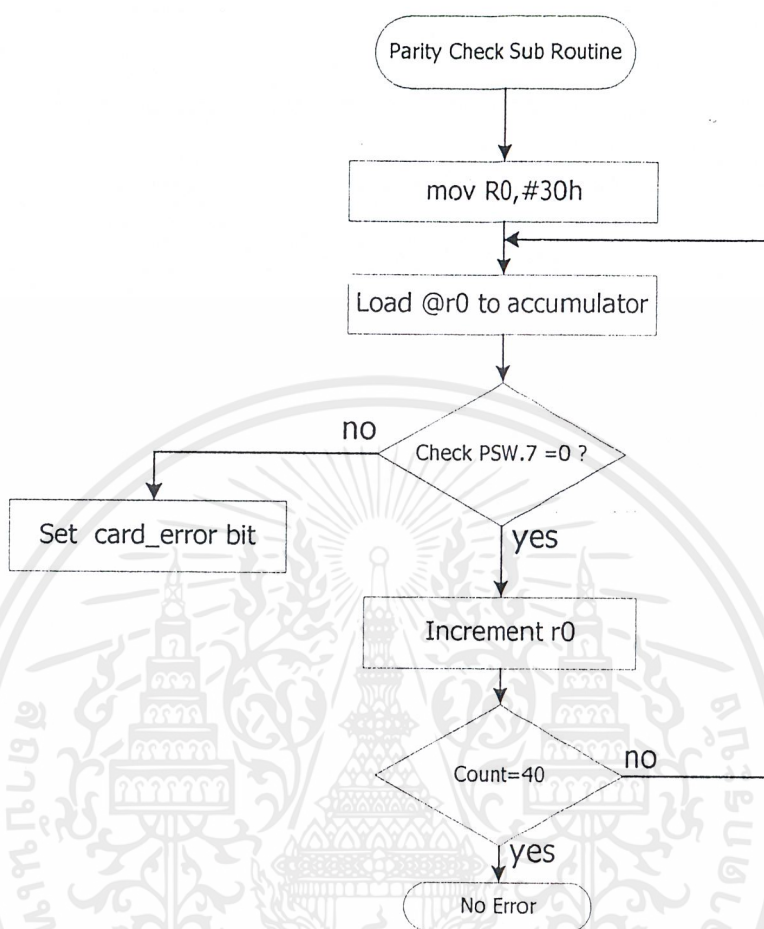 Parity Check Sub Routine
mov R0,#30h
Load @r0 to accumulator
Check PSW.7 =0 ?
no
Set card_error bit
yes
Increment r0
Count=40
no
yes
No Error